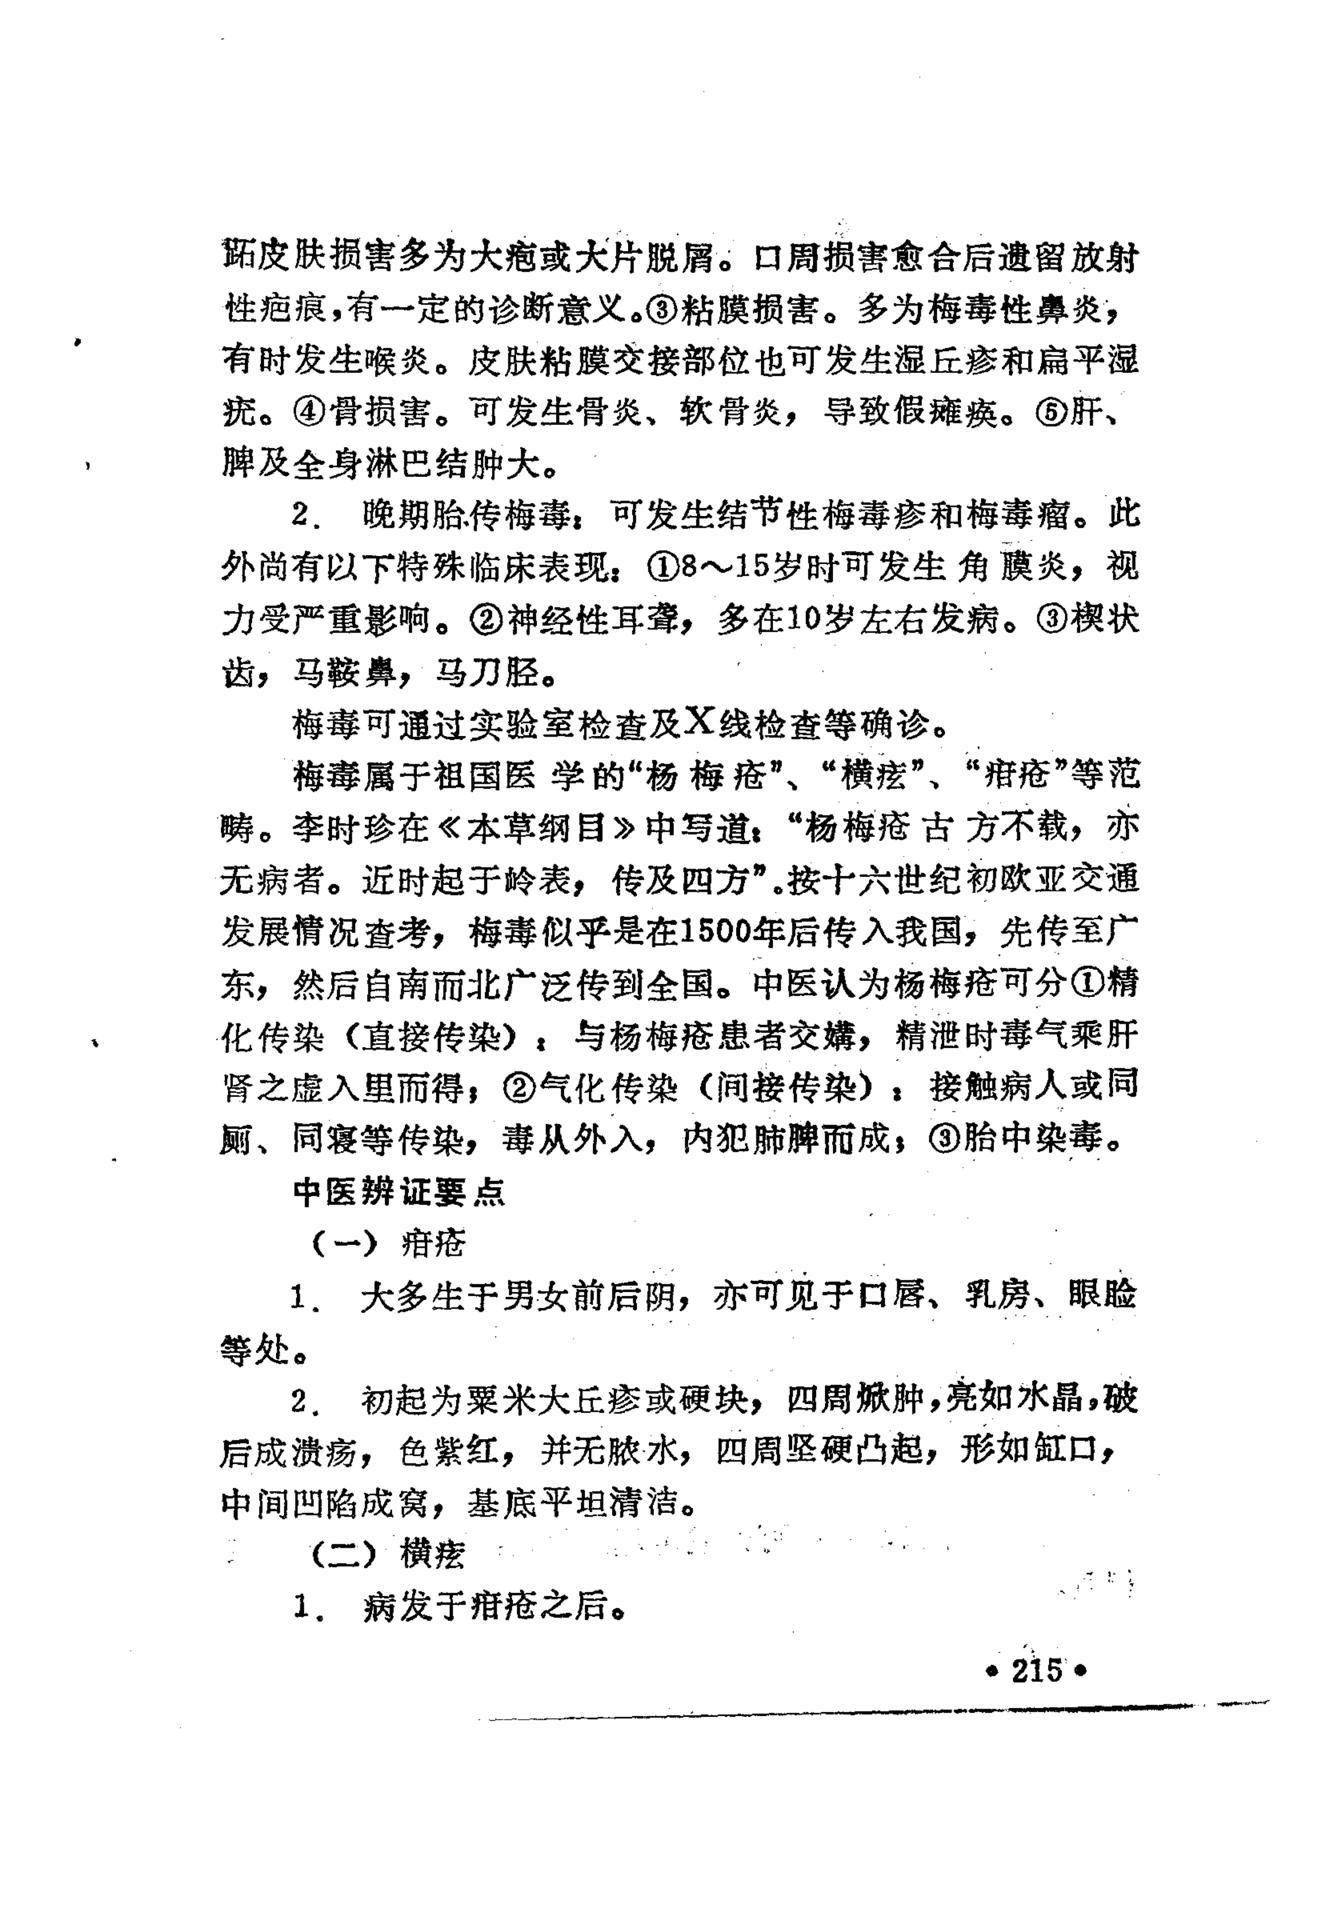 跖皮肤损害多为大疱或大片脱屑。口周损害愈合后遗留放射
性疤痕，有一定的诊断意义。③粘膜损害。多为梅毒性鼻炎，
有时发生喉炎。皮肤粘膜交接部位也可发生湿丘疹和扁平湿
疣。④骨损害。可发生骨炎、软骨炎，导致假瘫痪。⑤肝、
脾及全身淋巴结肿大。
2． 晚期胎传梅毒：可发生结节性梅毒疹和梅毒瘤。此
外尚有以下特殊临床表现：①8～15岁时可发生角膜炎，视
力受严重影响。②神经性耳聋，多在10岁左右发病。③楔状
齿，马鞍鼻，马刀胫。
梅毒可通过实验室检查及X线检查等确诊。
梅毒属于祖国医学的“杨梅疮”、“横痃”、“疳疮”等范
畴。李时珍在《本草纲目》中写道：“杨梅疮古方不载，亦
无病者。近时起于岭表，传及四方”。按十六世纪初欧亚交通
发展情况查考，梅毒似乎是在1500年后传入我国，先传至广
东，然后自南而北广泛传到全国。中医认为杨梅疮可分①精
化传染（直接传染）：与杨梅疮患者交媾，精泄时毒气乘肝
肾之虚入里而得；②气化传染（间接传染）：接触病人或同
厕、同寝等传染，毒从外入，内犯肺脾而成；③胎中染毒。
中医辨证要点
（一）疳疮
1． 大多生于男女前后阴，亦可见于口唇、乳房、眼脸
等处。
2． 初起为粟米大丘疹或硬块，四周焮肿，亮如水晶，破
后成溃疡，色紫红，并无脓水，四周坚硬凸起，形如缸口，
中间凹陷成窝，基底平坦清洁。
（二）横痃
1． 病发于疳疮之后。
• 215 •